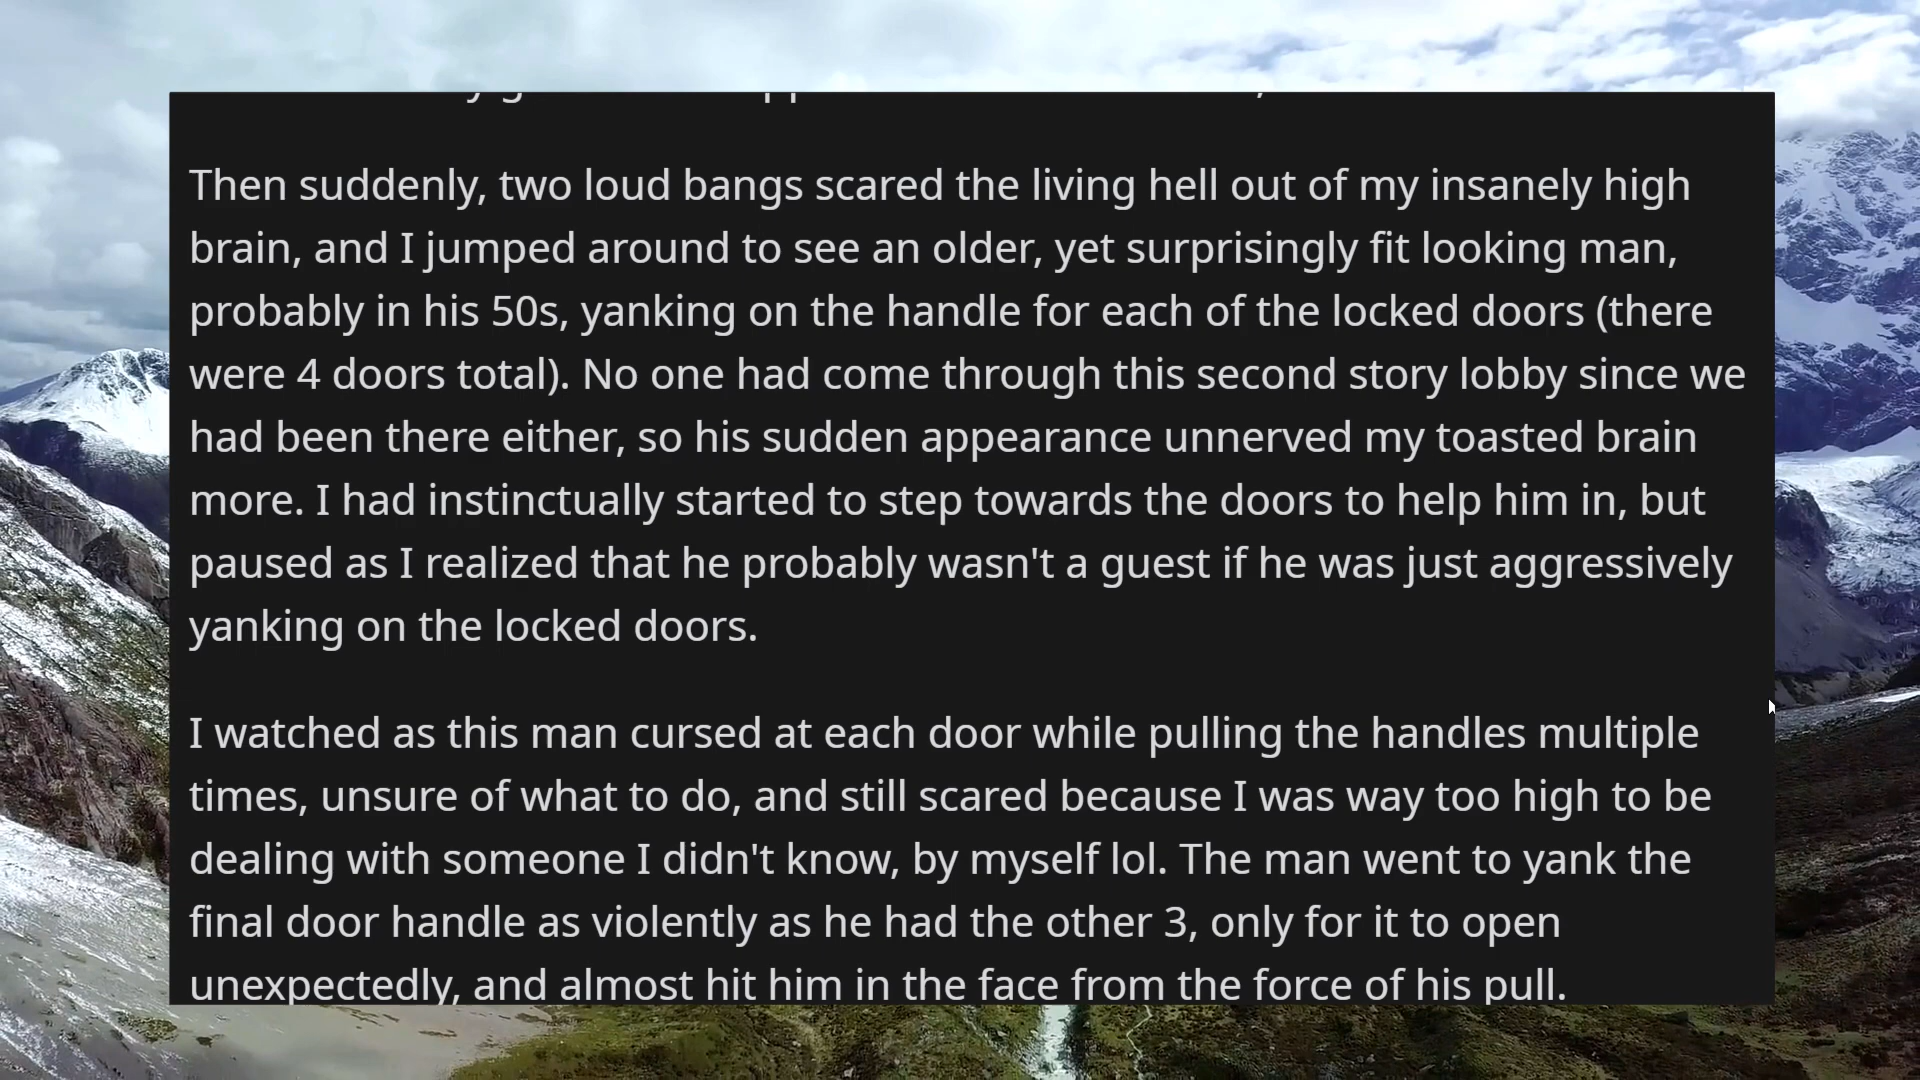 Then suddenly, two loud bangs scared the living hell out of my insanely high
brain, and I jumped around to see an older, yet surprisingly fit looking man,
probably in his 50s, yanking on the handle for each of the locked doors (there
were 4 doors total). No one had come through this second story lobby since we
had been there either, so his sudden appearance unnerved my toasted brain
more. I had instinctually started to step towards the doors to help him in, but
paused as I realized that he probably wasn't a guest if he was just aggressively
yanking on the locked doors.
I watched as this man cursed at each door while pulling the handles multiple
times, unsure of what to do, and still scared because I was way too high to be
dealing with someone I didn't know, by myself lol. The man went to yank the
final door handle as violently as he had the other 3, only for it to open
unexpectedly, and almost hit him in the face from the force of his pull.